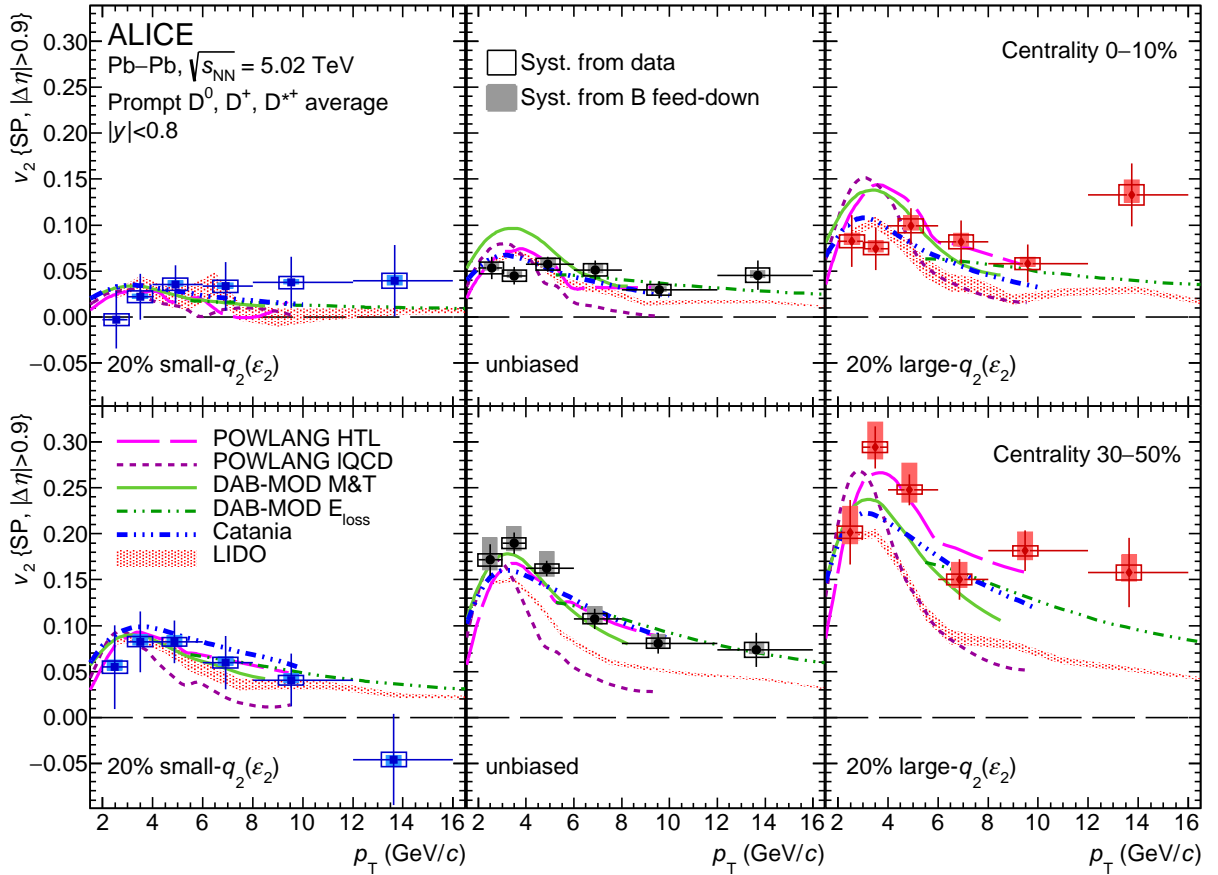 v₂ {SP, |Δη|>0.9}
0.30
0.25
0.20
0.15
0.10
0.05
0.00
−0.05
ALICE
Pb–Pb, √s_NN = 5.02 TeV
Prompt D⁰, D⁺, D*⁺ average
|y|<0.8
20% small-q₂(ε₂)
Syst. from data
Syst. from B feed-down
unbiased
Centrality 0–10%
20% large-q₂(ε₂)
v₂ {SP, |Δη|>0.9}
0.30
0.25
0.20
0.15
0.10
0.05
0.00
−0.05
POWLANG HTL
POWLANG lQCD
DAB-MOD M&T
DAB-MOD E_loss
Catania
LIDO
20% small-q₂(ε₂)
unbiased
Centrality 30–50%
20% large-q₂(ε₂)
2 4 6 8 10 12 14 16
2 4 6 8 10 12 14 16
2 4 6 8 10 12 14 16
p_T (GeV/c)
p_T (GeV/c)
p_T (GeV/c)